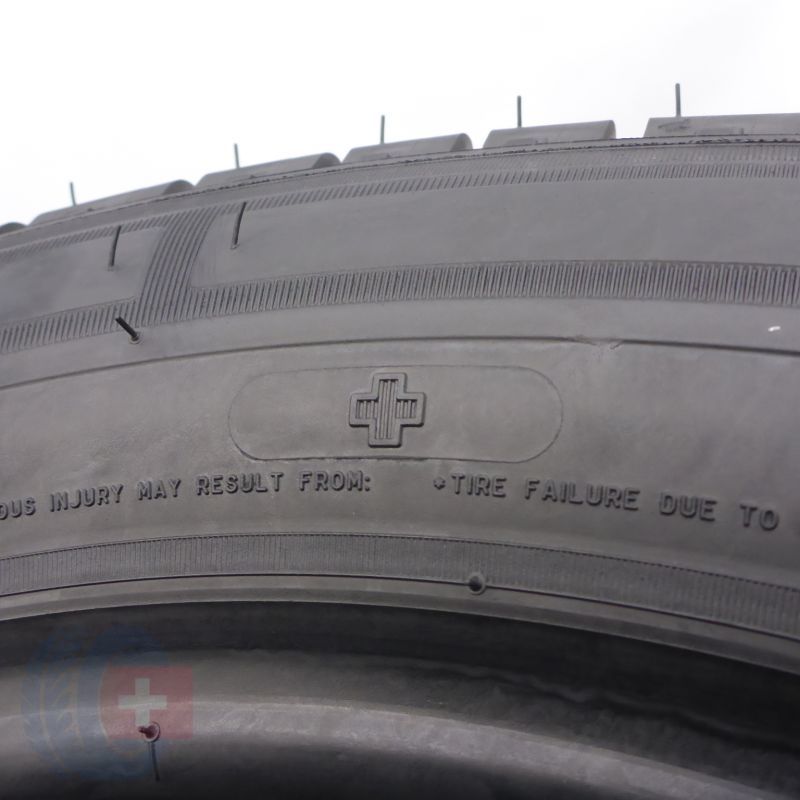 OUS INJURY MAY RESULT FROM: *TIRE FAILURE DUE TO